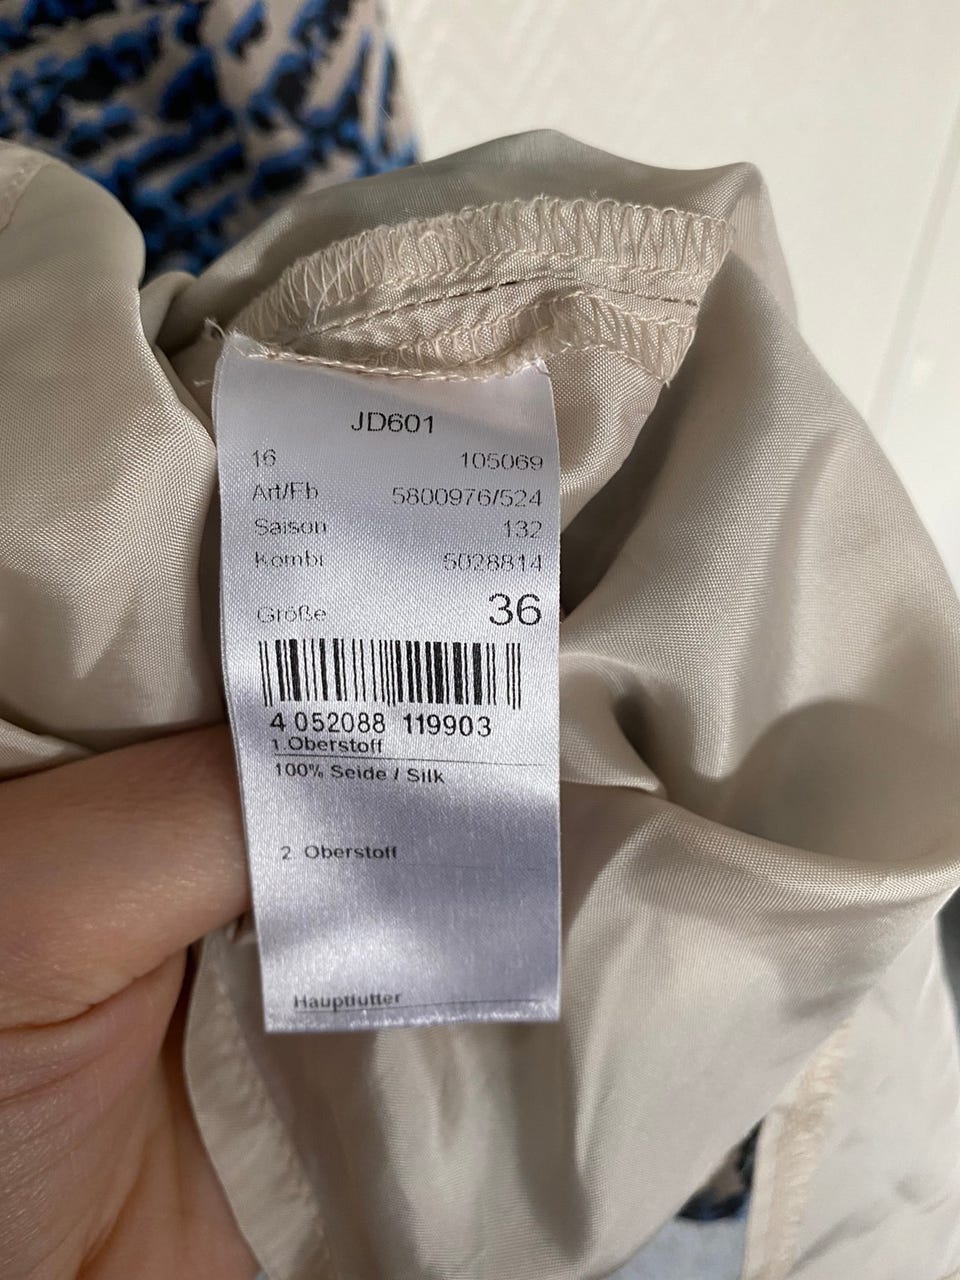 JD601
16 105069
Art/Fb 5800976/524
Saison 132
Kombi 5028814
Größe 36
4 052088 119903
1.Oberstoff
100% Seide / Silk
2 Oberstoff
Hauptfutter